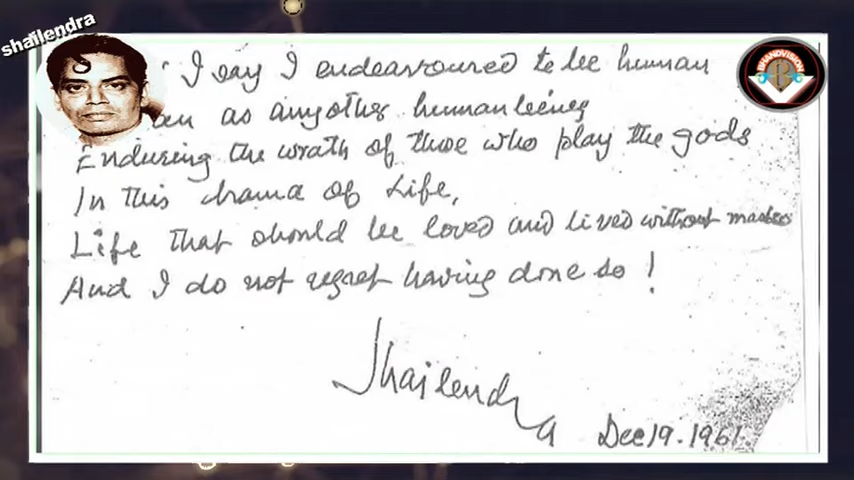 shailendra
BHANDVISION
I say I endeavoured to be human
as any other human being
Enduring the wrath of those who play the gods
In this drama of Life,
Life that should be loved and lived without masks
And I do not regret having done so!
Shailendra
Dec 19. 1961